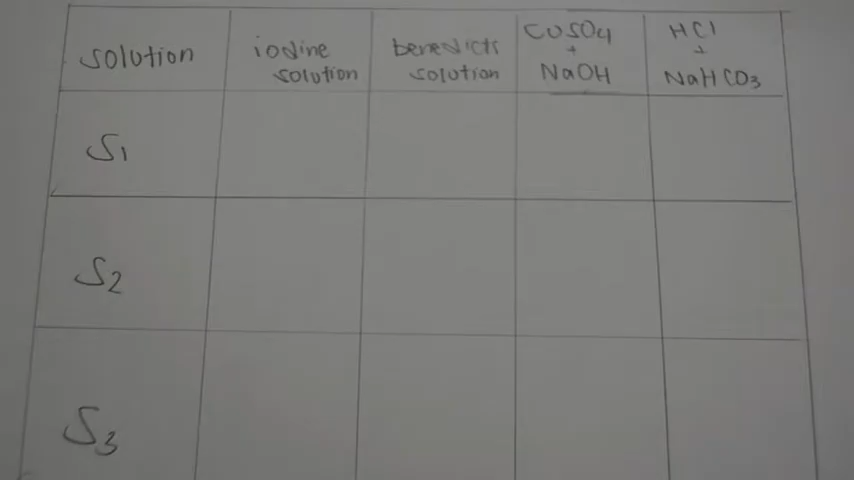 solution
iodine
solution
benedicts
solution
CuSO4
+
NaOH
HCl
+
NaHCO3
S1
S2
S3